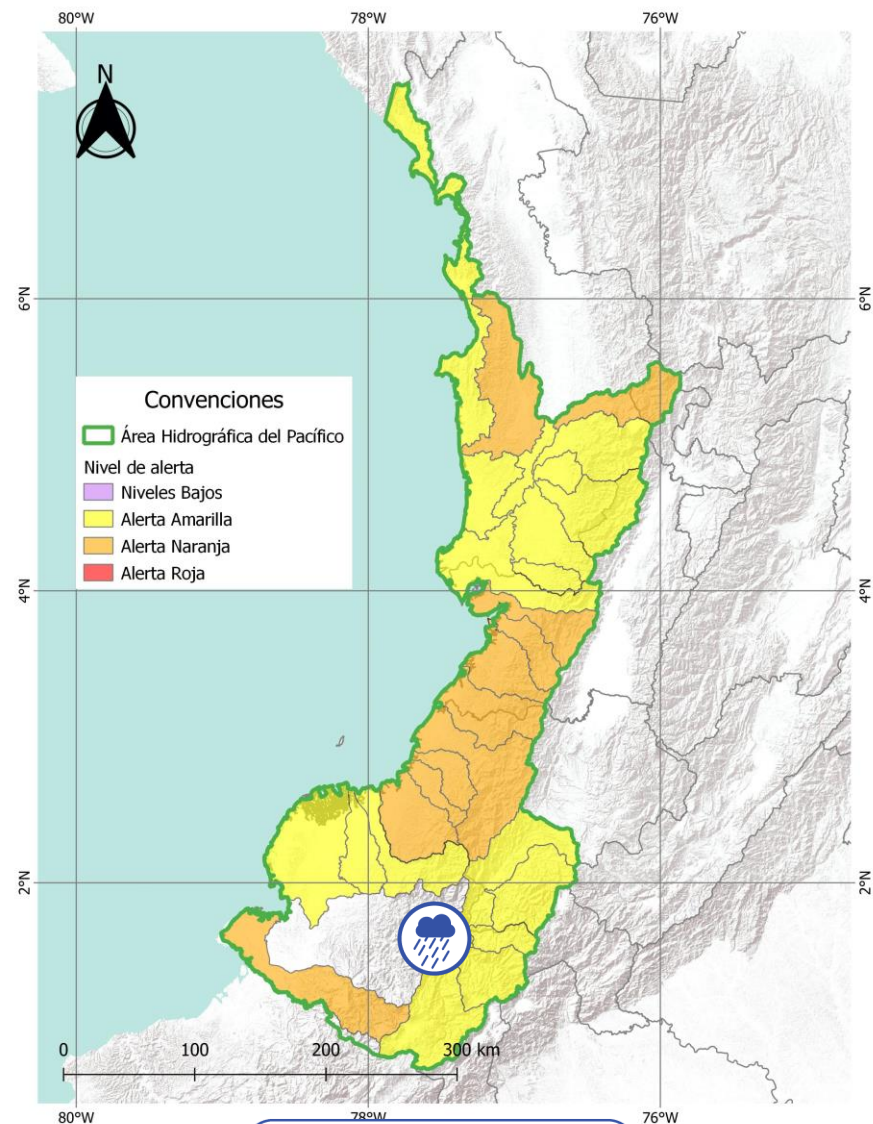 80°W 78°W 76°W
N
6°N 6°N
Convenciones
Área Hidrográfica del Pacífico
Nivel de alerta
Niveles Bajos
Alerta Amarilla
Alerta Naranja
Alerta Roja
4°N 4°N
2°N 2°N
0 100 200 300 km
80°W 78°W 76°W